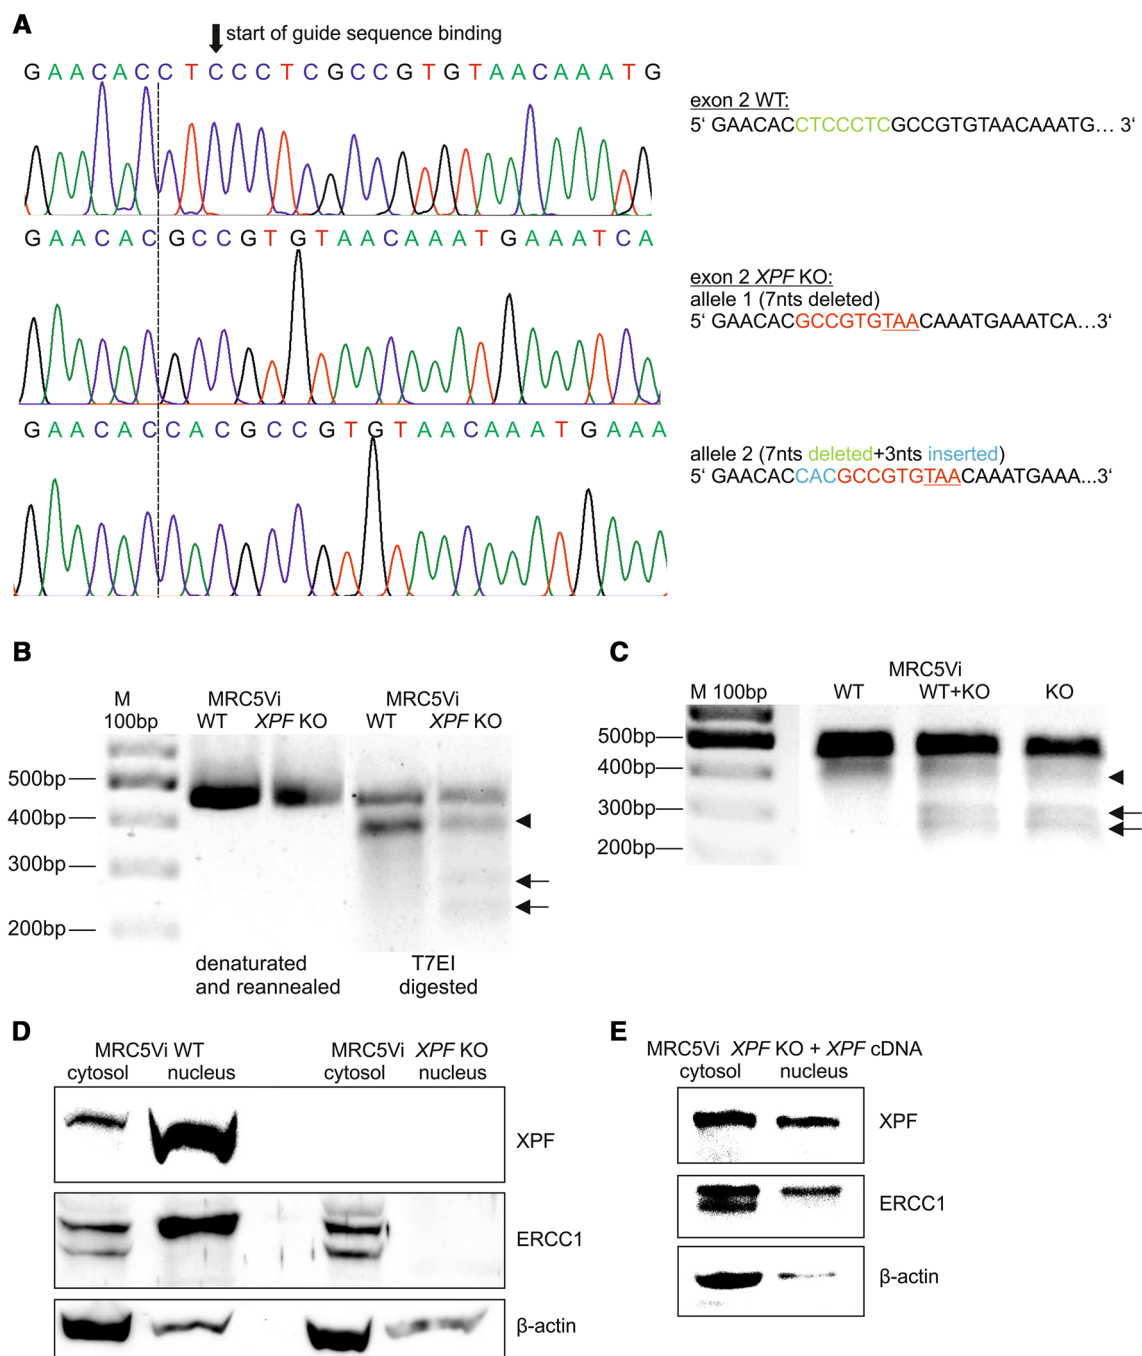 A
start of guide sequence binding
G A A C A C C T C C C T C G C C G T G T A A C A A A T G
exon 2 WT:
5‘ GAACACCTCCCTCGCCGTGTAACAAATG... 3‘
G A A C A C G C C G T G T A A C A A A T G A A A T C A
exon 2 XPF KO:
allele 1 (7nts deleted)
5‘ GAACACGCCGTGTAACAAATGAAATCA...3‘
G A A C A C C A C G C C G T G T A A C A A A T G A A A
allele 2 (7nts deleted+3nts inserted)
5‘ GAACACCACGCCGTGTAACAAATGAAA...3‘
B
M
100bp
MRC5Vi
WT XPF KO
MRC5Vi
WT XPF KO
500bp
400bp
300bp
200bp
denaturated
and reannealed
T7EI
digested
C
MRC5Vi
M 100bp WT WT+KO KO
500bp
400bp
300bp
200bp
D
MRC5Vi WT MRC5Vi XPF KO
cytosol nucleus cytosol nucleus
XPF
ERCC1
β-actin
E
MRC5Vi XPF KO + XPF cDNA
cytosol nucleus
XPF
ERCC1
β-actin